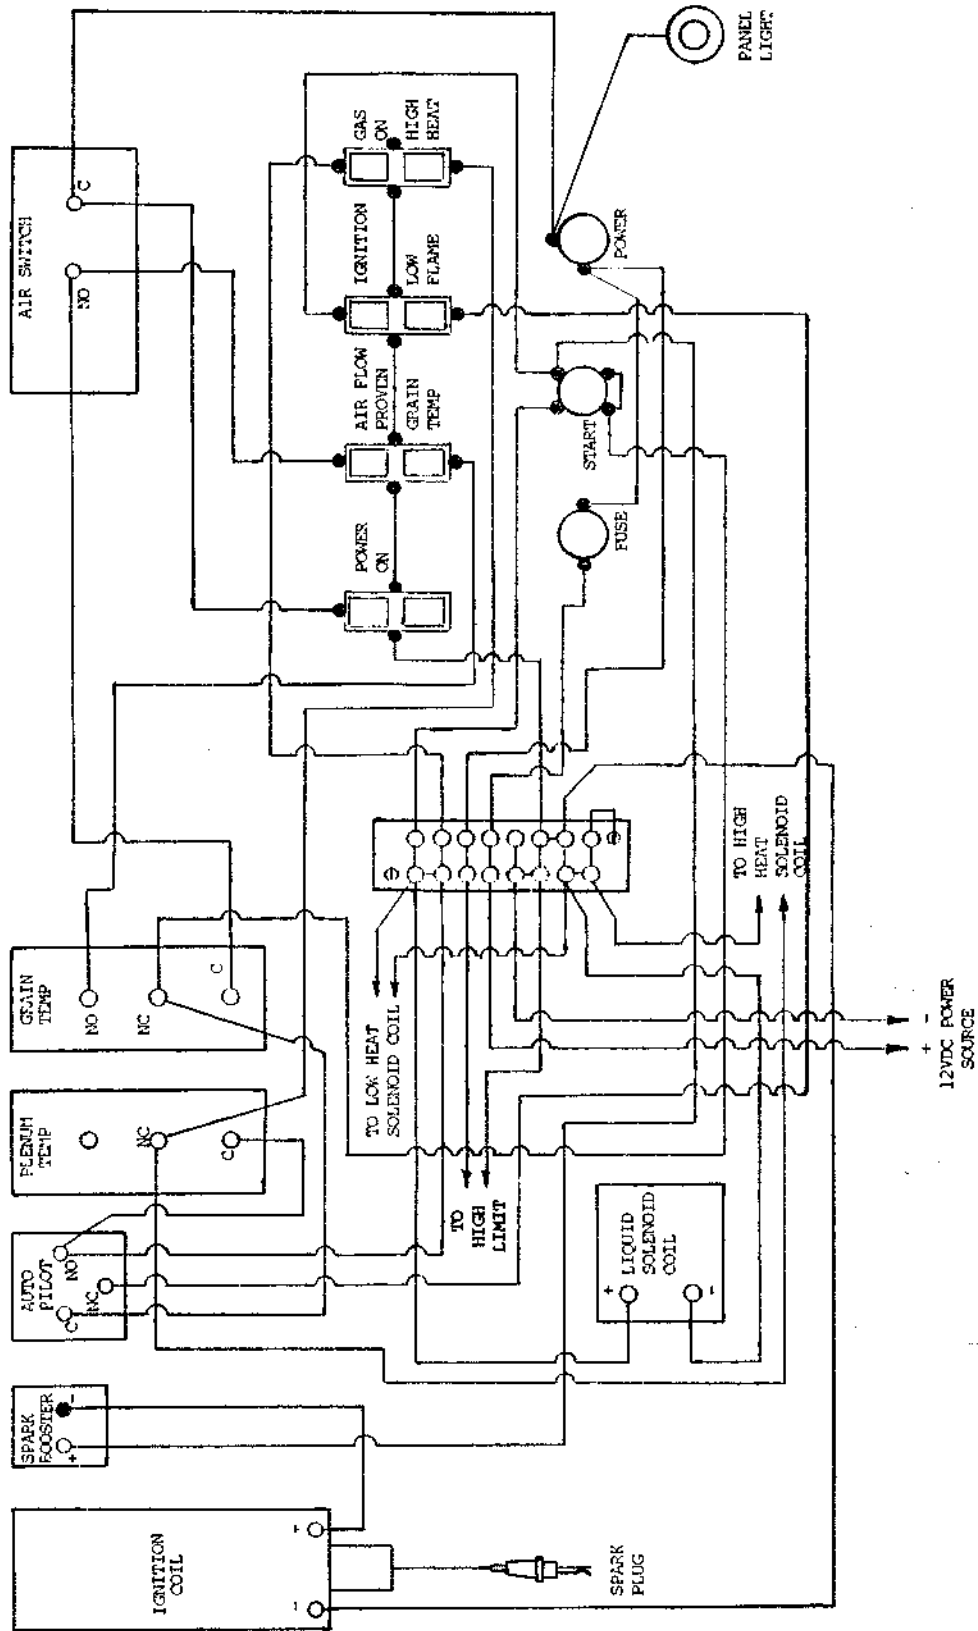 AIR SWITCH
NO
C
PANEL
LIGHT
GAS
ON
HIGH
HEAT
IGNITION
LOW
FLAME
AIR FLOW
PROVEN
GRAIN
TEMP
POWER
ON
POWER
START
FUSE
GRAIN
TEMP
NO
NC
C
PLENUM
TEMP
NC
C
AUTO
PILOT
NO
NC
C
SPARK
BOOSTER
-
+
IGNITION
COIL
+
-
SPARK
PLUG
TO LOW HEAT
SOLENOID COIL
TO
HIGH
LIMIT
TO HIGH
HEAT
SOLENOID
COIL
LIQUID
SOLENOID
COIL
+
-
+ -
12VDC POWER
SOURCE